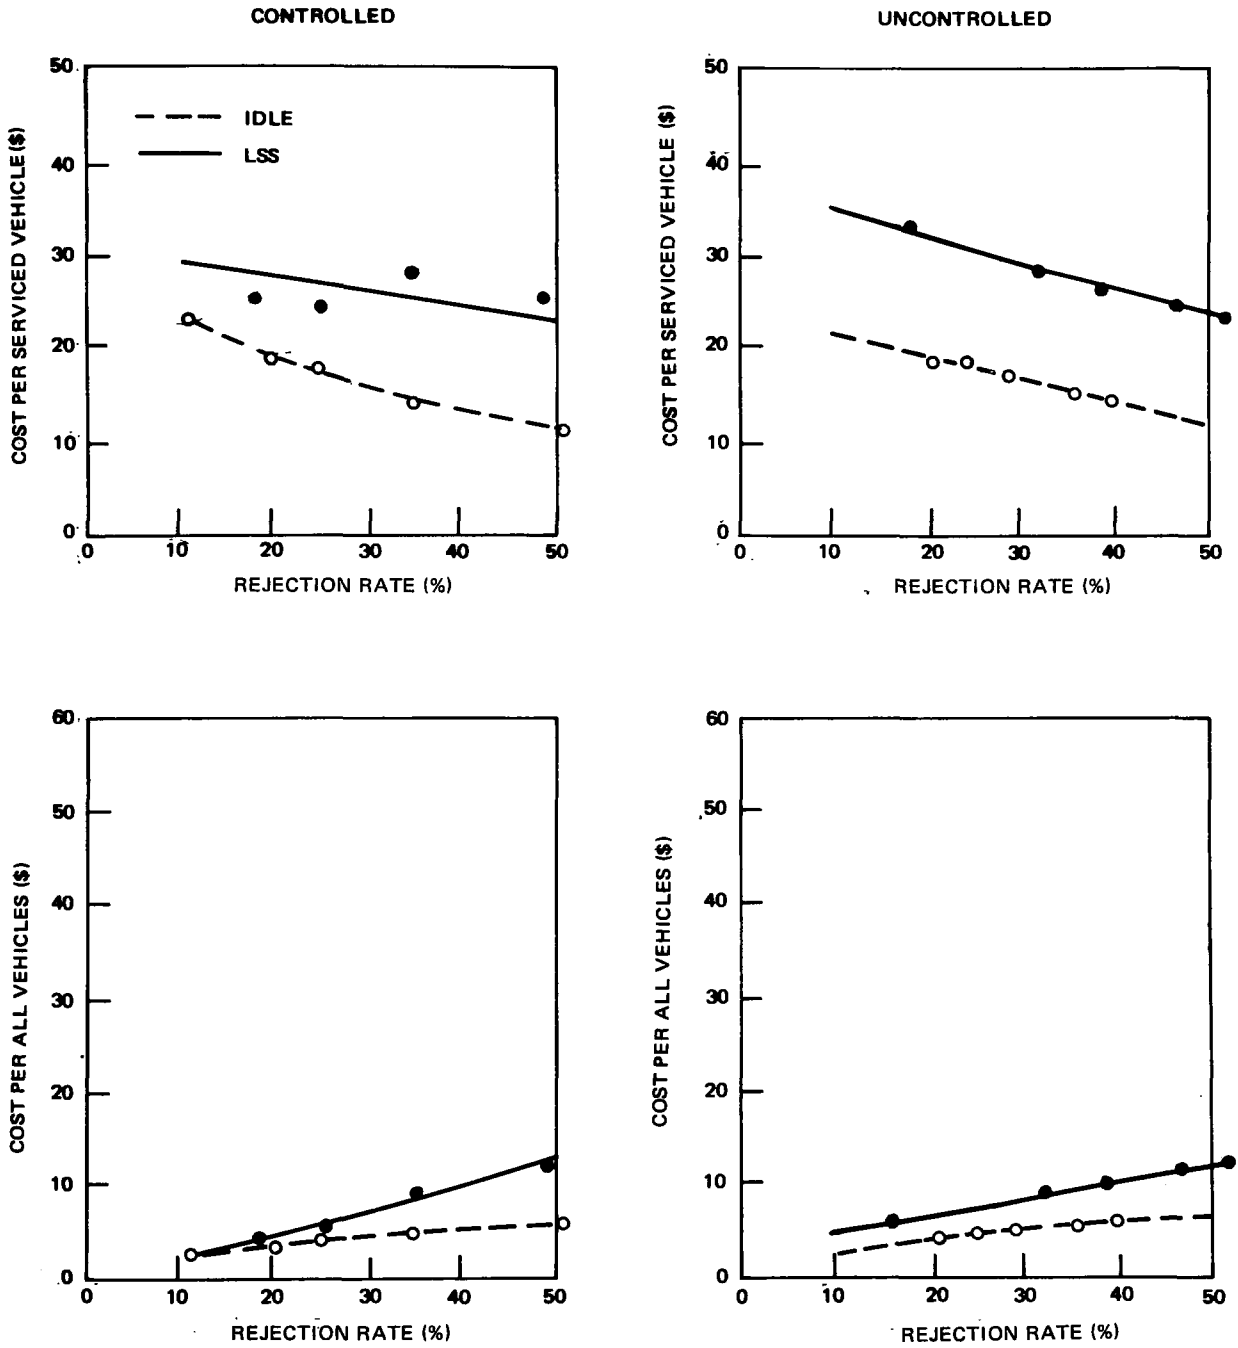 CONTROLLED
50
40
30
20
10
0
COST PER SERVICED VEHICLE ($)
IDLE
LSS
0 10 20 30 40 50
REJECTION RATE (%)
UNCONTROLLED
50
40
30
20
10
0
COST PER SERVICED VEHICLE ($)
0 10 20 30 40 50
REJECTION RATE (%)
60
50
40
30
20
10
0
COST PER ALL VEHICLES ($)
0 10 20 30 40 50
REJECTION RATE (%)
60
50
40
30
20
10
0
COST PER ALL VEHICLES ($)
0 10 20 30 40 50
REJECTION RATE (%)